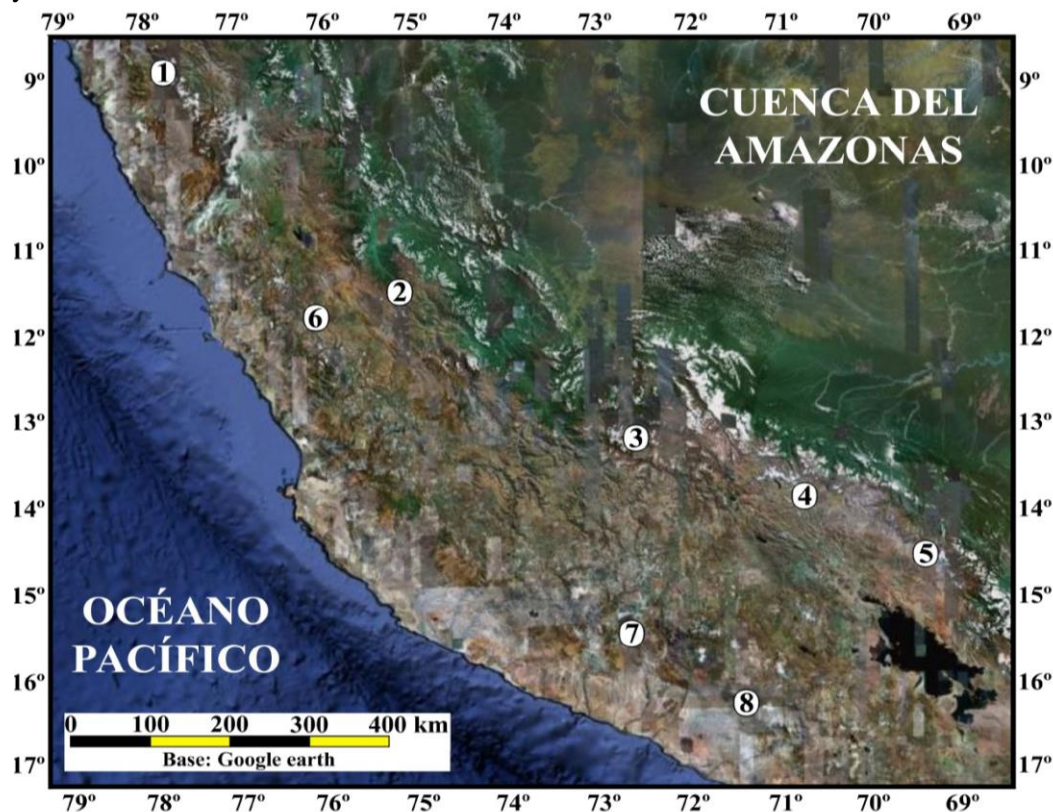 79º 78º 77º 76º 75º 74º 73º 72º 71º 70º 69º
9º 1 9º
CUENCA DEL
AMAZONAS
10º 10º
11º 11º
2
6
12º 12º
13º 3 13º
4
14º 14º
5
15º 15º
OCÉANO
PACÍFICO
7
16º 16º
8
0 100 200 300 400 km
Base: Google earth
17º 17º
79º 78º 77º 76º 75º 74º 73º 72º 71º 70º 69º